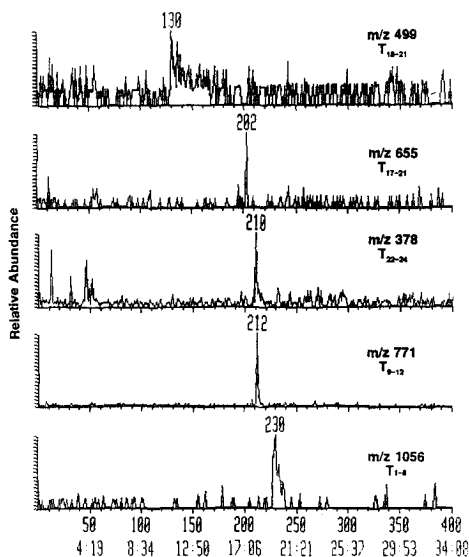 130
m/z 499
T18-21
202
m/z 655
T17-21
210
m/z 378
T22-24
212
m/z 771
T9-12
230
m/z 1056
T1-8
Relative Abundance
50 100 150 200 250 300 350 400
4:13 8:34 12:50 17:06 21:21 25:37 29:53 34:08